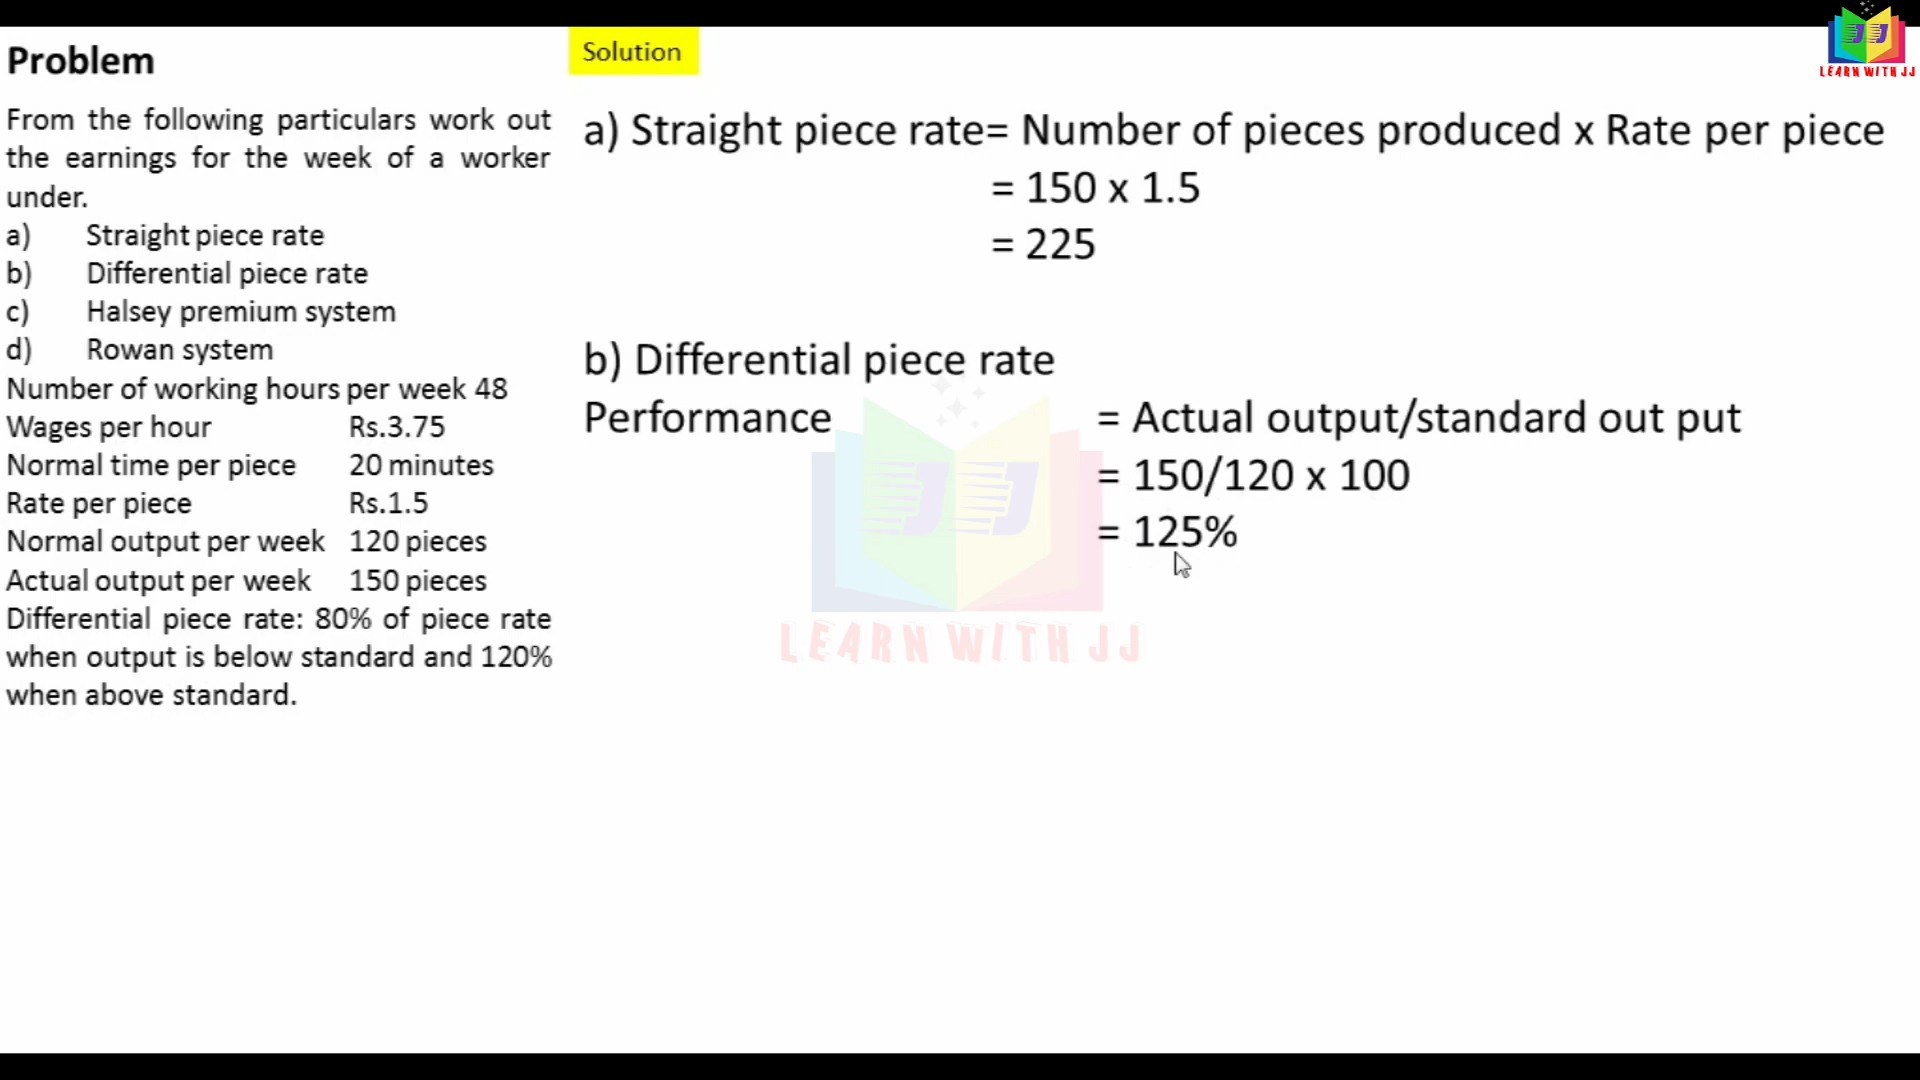 LEARN WITH JJ
Problem
From the following particulars work out
the earnings for the week of a worker
under.
a) Straight piece rate
b) Differential piece rate
c) Halsey premium system
d) Rowan system
Number of working hours per week 48
Wages per hour Rs.3.75
Normal time per piece 20 minutes
Rate per piece Rs.1.5
Normal output per week 120 pieces
Actual output per week 150 pieces
Differential piece rate: 80% of piece rate
when output is below standard and 120%
when above standard.
Solution
a) Straight piece rate= Number of pieces produced x Rate per piece
= 150 x 1.5
= 225
b) Differential piece rate
Performance = Actual output/standard out put
= 150/120 x 100
= 125%
JJ
LEARN WITH JJ